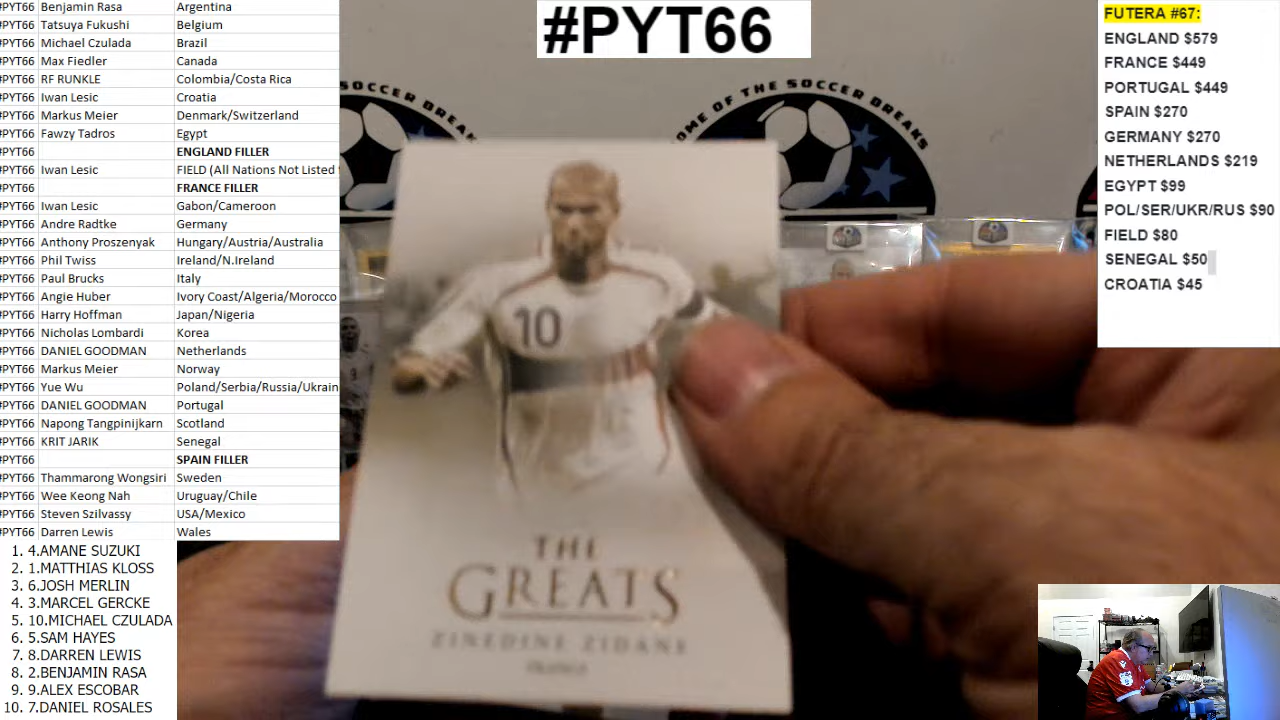 #PYT66 Benjamin Rasa Argentina
#PYT66 Tatsuya Fukushi Belgium
#PYT66 Michael Czulada Brazil
#PYT66 Max Fiedler Canada
#PYT66 RF RUNKLE Colombia/Costa Rica
#PYT66 Iwan Lesic Croatia
#PYT66 Markus Meier Denmark/Switzerland
#PYT66 Fawzy Tadros Egypt
#PYT66 ENGLAND FILLER
#PYT66 Iwan Lesic FIELD (All Nations Not Listed
#PYT66 FRANCE FILLER
#PYT66 Iwan Lesic Gabon/Cameroon
#PYT66 Andre Radtke Germany
#PYT66 Anthony Proszenyak Hungary/Austria/Australia
#PYT66 Phil Twiss Ireland/N.Ireland
#PYT66 Paul Brucks Italy
#PYT66 Angie Huber Ivory Coast/Algeria/Morocco
#PYT66 Harry Hoffman Japan/Nigeria
#PYT66 Nicholas Lombardi Korea
#PYT66 DANIEL GOODMAN Netherlands
#PYT66 Markus Meier Norway
#PYT66 Yue Wu Poland/Serbia/Russia/Ukrain
#PYT66 DANIEL GOODMAN Portugal
#PYT66 Napong Tangpinijkarn Scotland
#PYT66 KRIT JARIK Senegal
#PYT66 SPAIN FILLER
#PYT66 Thammarong Wongsiri Sweden
#PYT66 Wee Keong Nah Uruguay/Chile
#PYT66 Steven Szilvassy USA/Mexico
#PYT66 Darren Lewis Wales
1. 4.AMANE SUZUKI
2. 1.MATTHIAS KLOSS
3. 6.JOSH MERLIN
4. 3.MARCEL GERCKE
5. 10.MICHAEL CZULADA
6. 5.SAM HAYES
7. 8.DARREN LEWIS
8. 2.BENJAMIN RASA
9. 9.ALEX ESCOBAR
10. 7.DANIEL ROSALES
#PYT66
SOCCER BREAKS
OME OF THE SOCCER BREAKS
10
THE
GREATS
ZINEDINE ZIDANE
FRANCE
FUTERA #67:
ENGLAND $579
FRANCE $449
PORTUGAL $449
SPAIN $270
GERMANY $270
NETHERLANDS $219
EGYPT $99
POL/SER/UKR/RUS $90
FIELD $80
SENEGAL $50
CROATIA $45